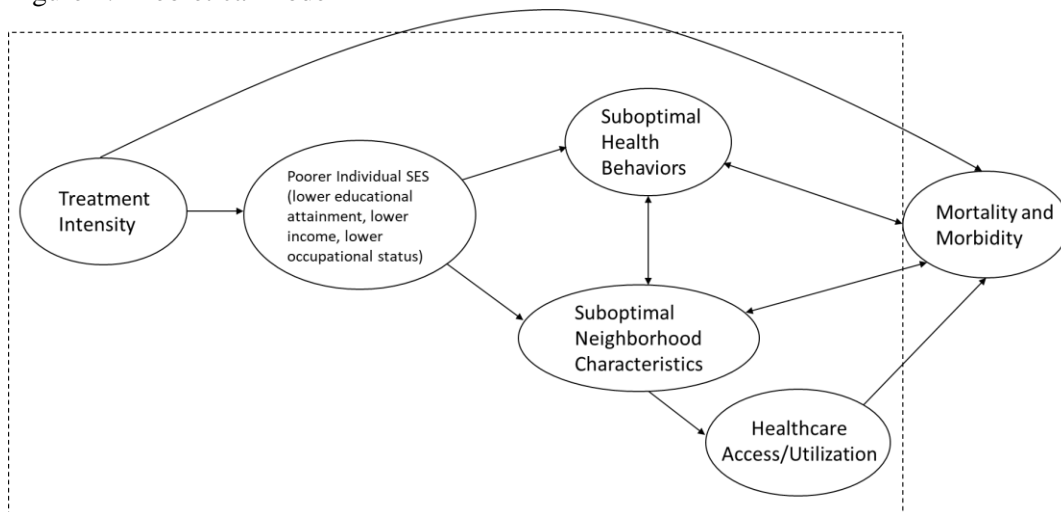 Suboptimal
Health
Behaviors
Treatment
Intensity
Poorer Individual SES
(lower educational
attainment, lower
income, lower
occupational status)
Mortality and
Morbidity
Suboptimal
Neighborhood
Characteristics
Healthcare
Access/Utilization